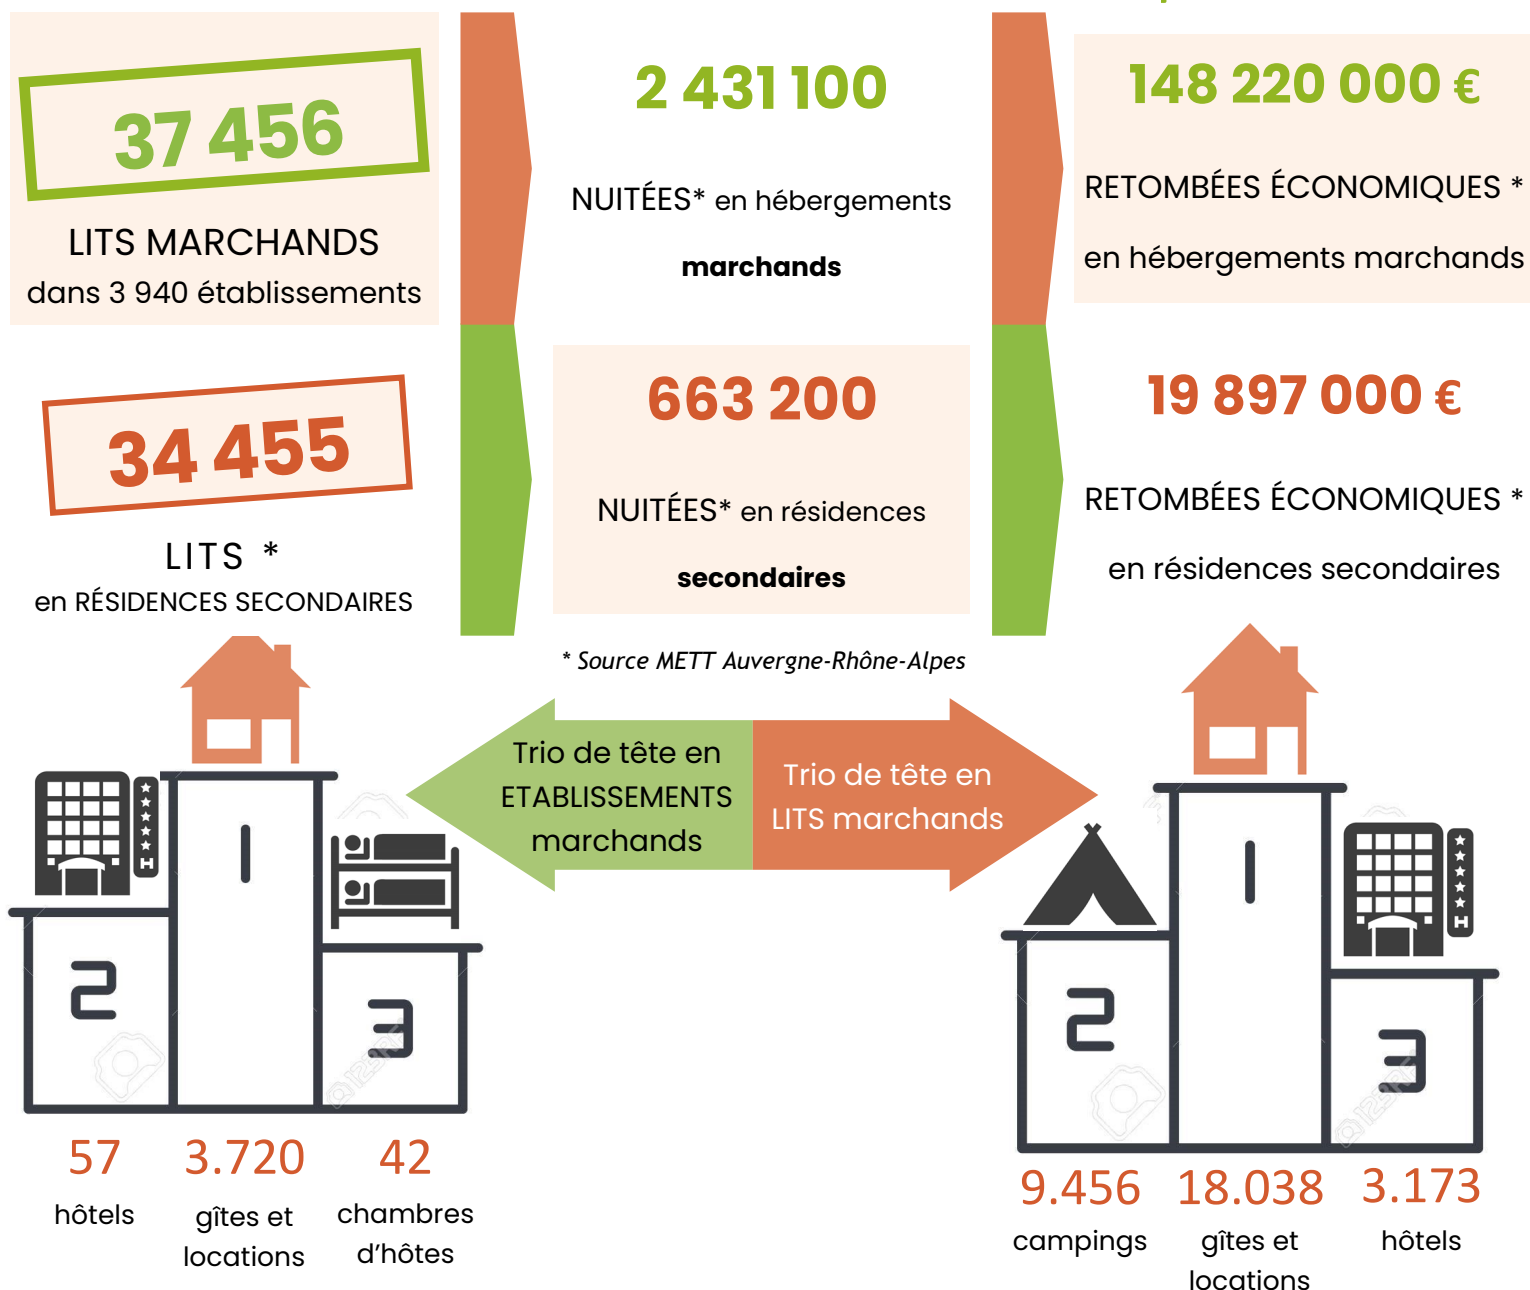 37 456
LITS MARCHANDS
dans 3 940 établissements
2 431 100
NUITÉES* en hébergements
marchands
148 220 000 €
RETOMBÉES ÉCONOMIQUES *
en hébergements marchands
34 455
LITS *
en RÉSIDENCES SECONDAIRES
663 200
NUITÉES* en résidences
secondaires
19 897 000 €
RETOMBÉES ÉCONOMIQUES *
en résidences secondaires
* Source METT Auvergne-Rhône-Alpes
Trio de tête en
ETABLISSEMENTS
marchands
Trio de tête en
LITS marchands
H
1
2
3
57
hôtels
3.720
gîtes et
locations
42
chambres
d'hôtes
H
1
2
3
9.456
campings
18.038
gîtes et
locations
3.173
hôtels